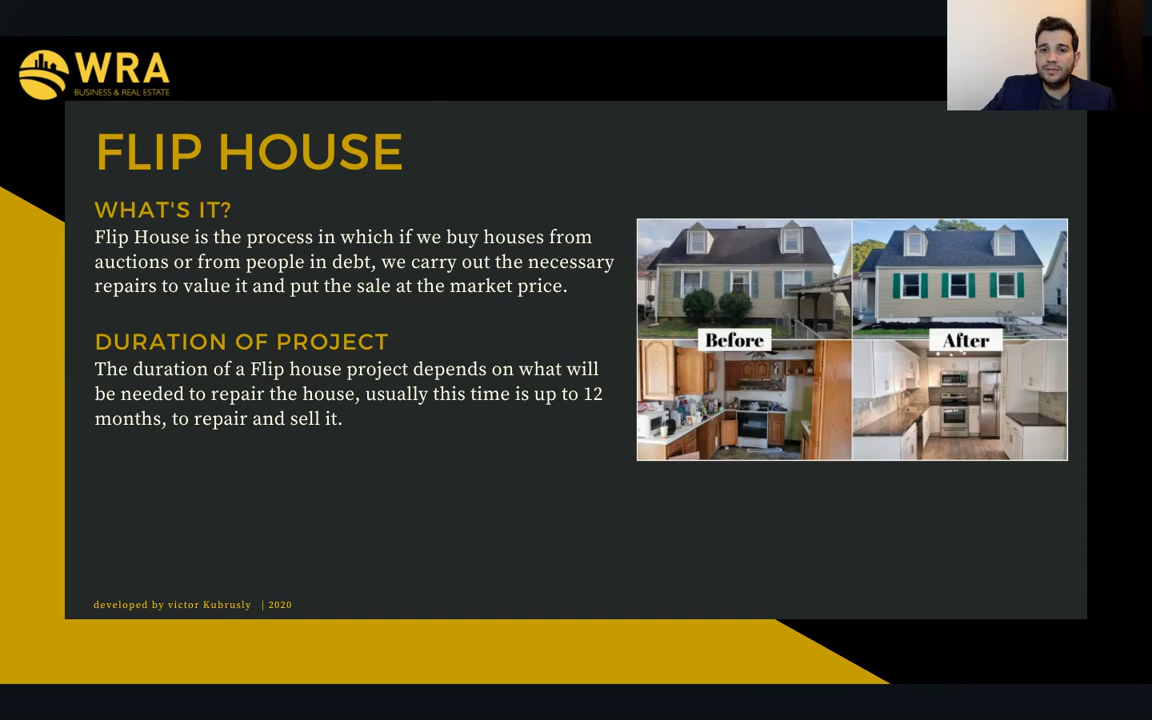 WRA
BUSINESS & REAL ESTATE
FLIP HOUSE
WHAT'S IT?
Flip House is the process in which if we buy houses from
auctions or from people in debt, we carry out the necessary
repairs to value it and put the sale at the market price.
DURATION OF PROJECT
The duration of a Flip house project depends on what will
be needed to repair the house, usually this time is up to 12
months, to repair and sell it.
Before
After
developed by victor Kubrusly | 2020